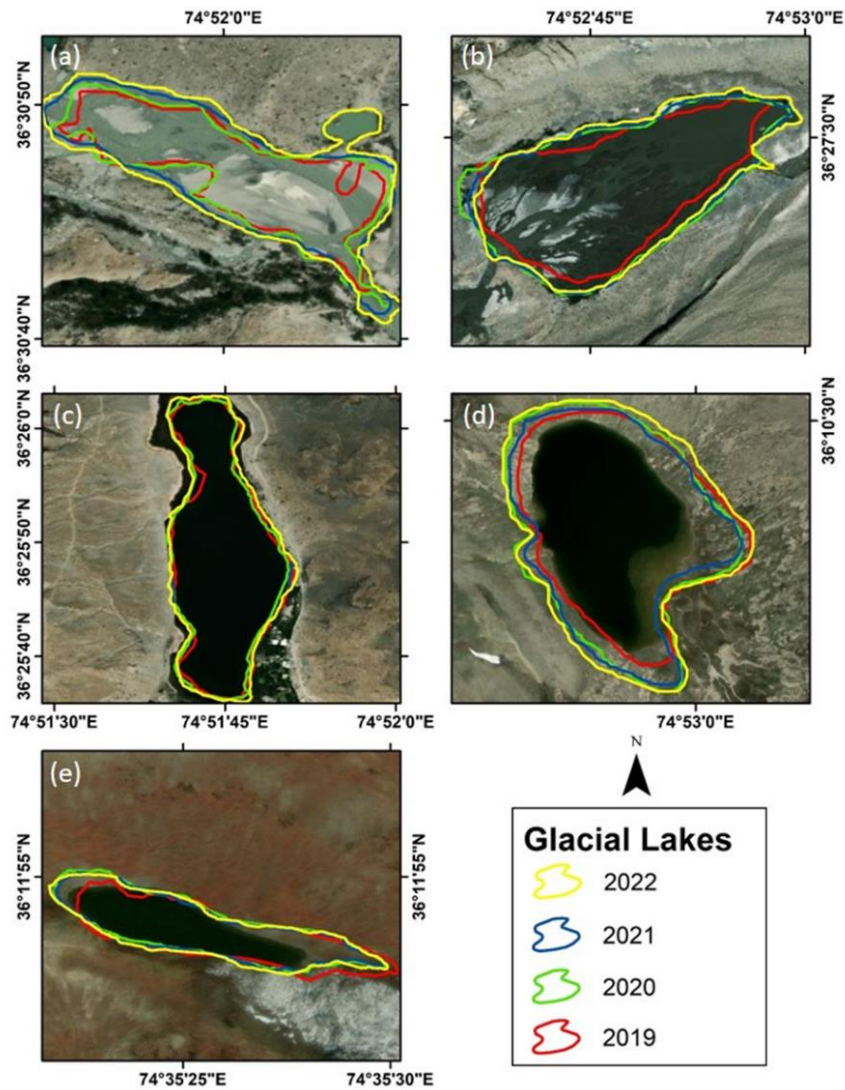 74°52'0"E
74°52'45"E
74°53'0"E
(a)
(b)
36°30'50"N
36°30'40"N
36°27'30"N
(c)
(d)
36°26'0"N
36°25'50"N
36°25'40"N
36°10'30"N
74°51'30"E
74°51'45"E
74°52'0"E
74°53'0"E
(e)
N
36°11'55"N
36°11'55"N
Glacial Lakes
2022
2021
2020
2019
74°35'25"E
74°35'30"E